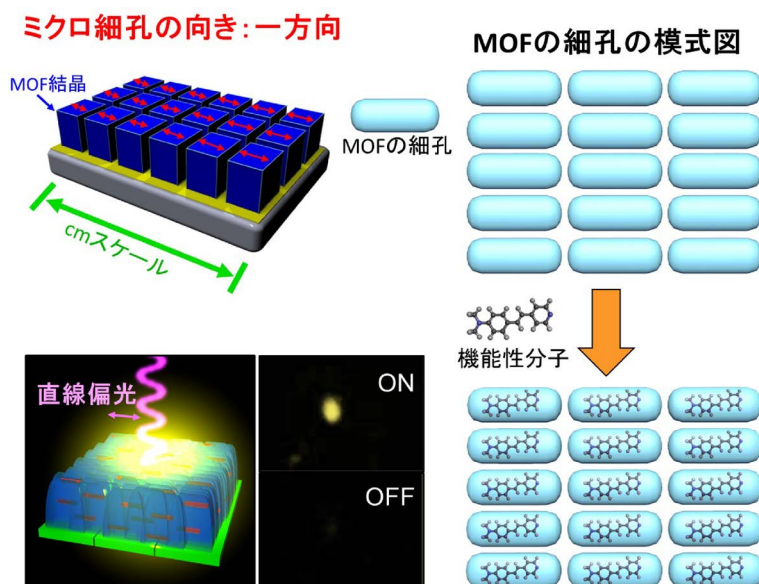 ミクロ細孔の向き:一方向
MOF結晶
cmスケール
MOFの細孔
MOFの細孔の模式図
機能性分子
直線偏光
ON
OFF